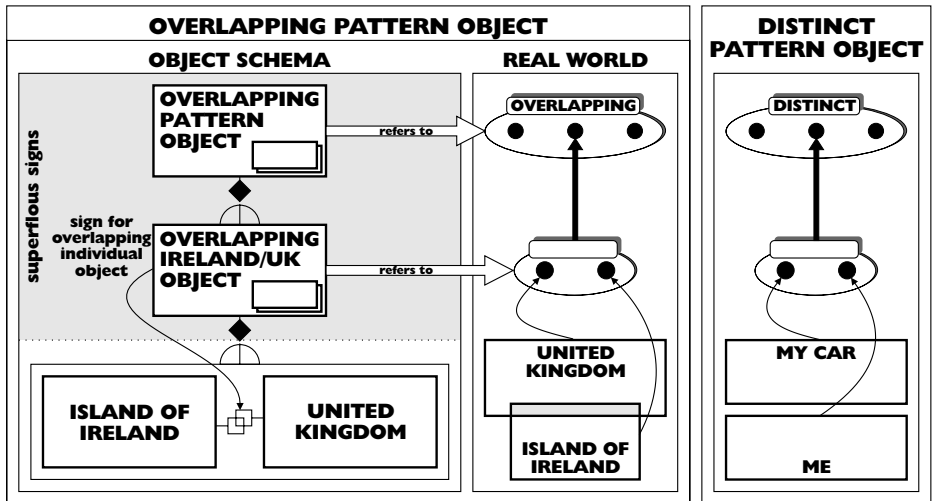 OVERLAPPING PATTERN OBJECT
OBJECT SCHEMA
REAL WORLD
superflous signs
OVERLAPPING
PATTERN
OBJECT
refers to
OVERLAPPING
sign for
overlapping
individual
object
OVERLAPPING
IRELAND/UK
OBJECT
refers to
UNITED
KINGDOM
ISLAND OF
IRELAND
ISLAND OF
IRELAND
UNITED
KINGDOM
DISTINCT
PATTERN OBJECT
DISTINCT
MY CAR
ME